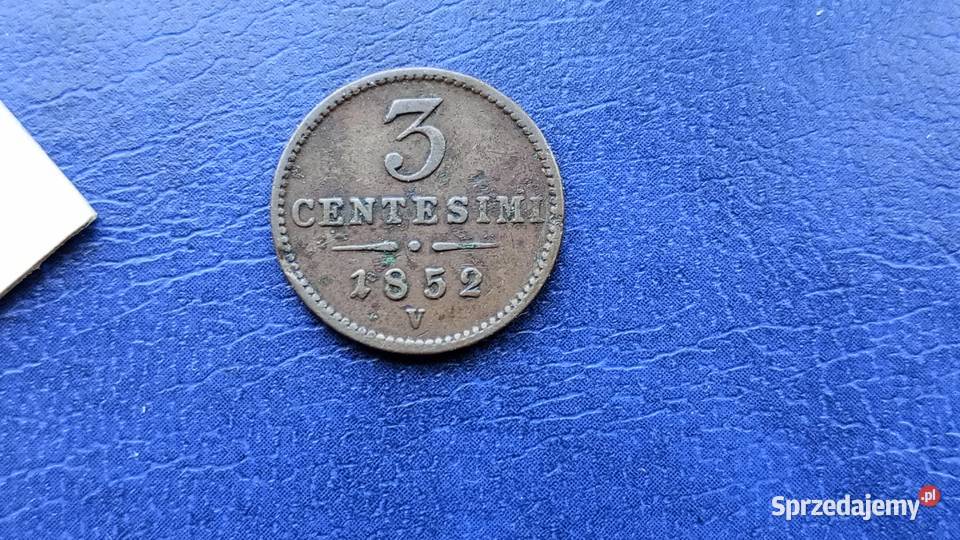 3
CENTESIMI
1852
V
Sprzedajemy.pl